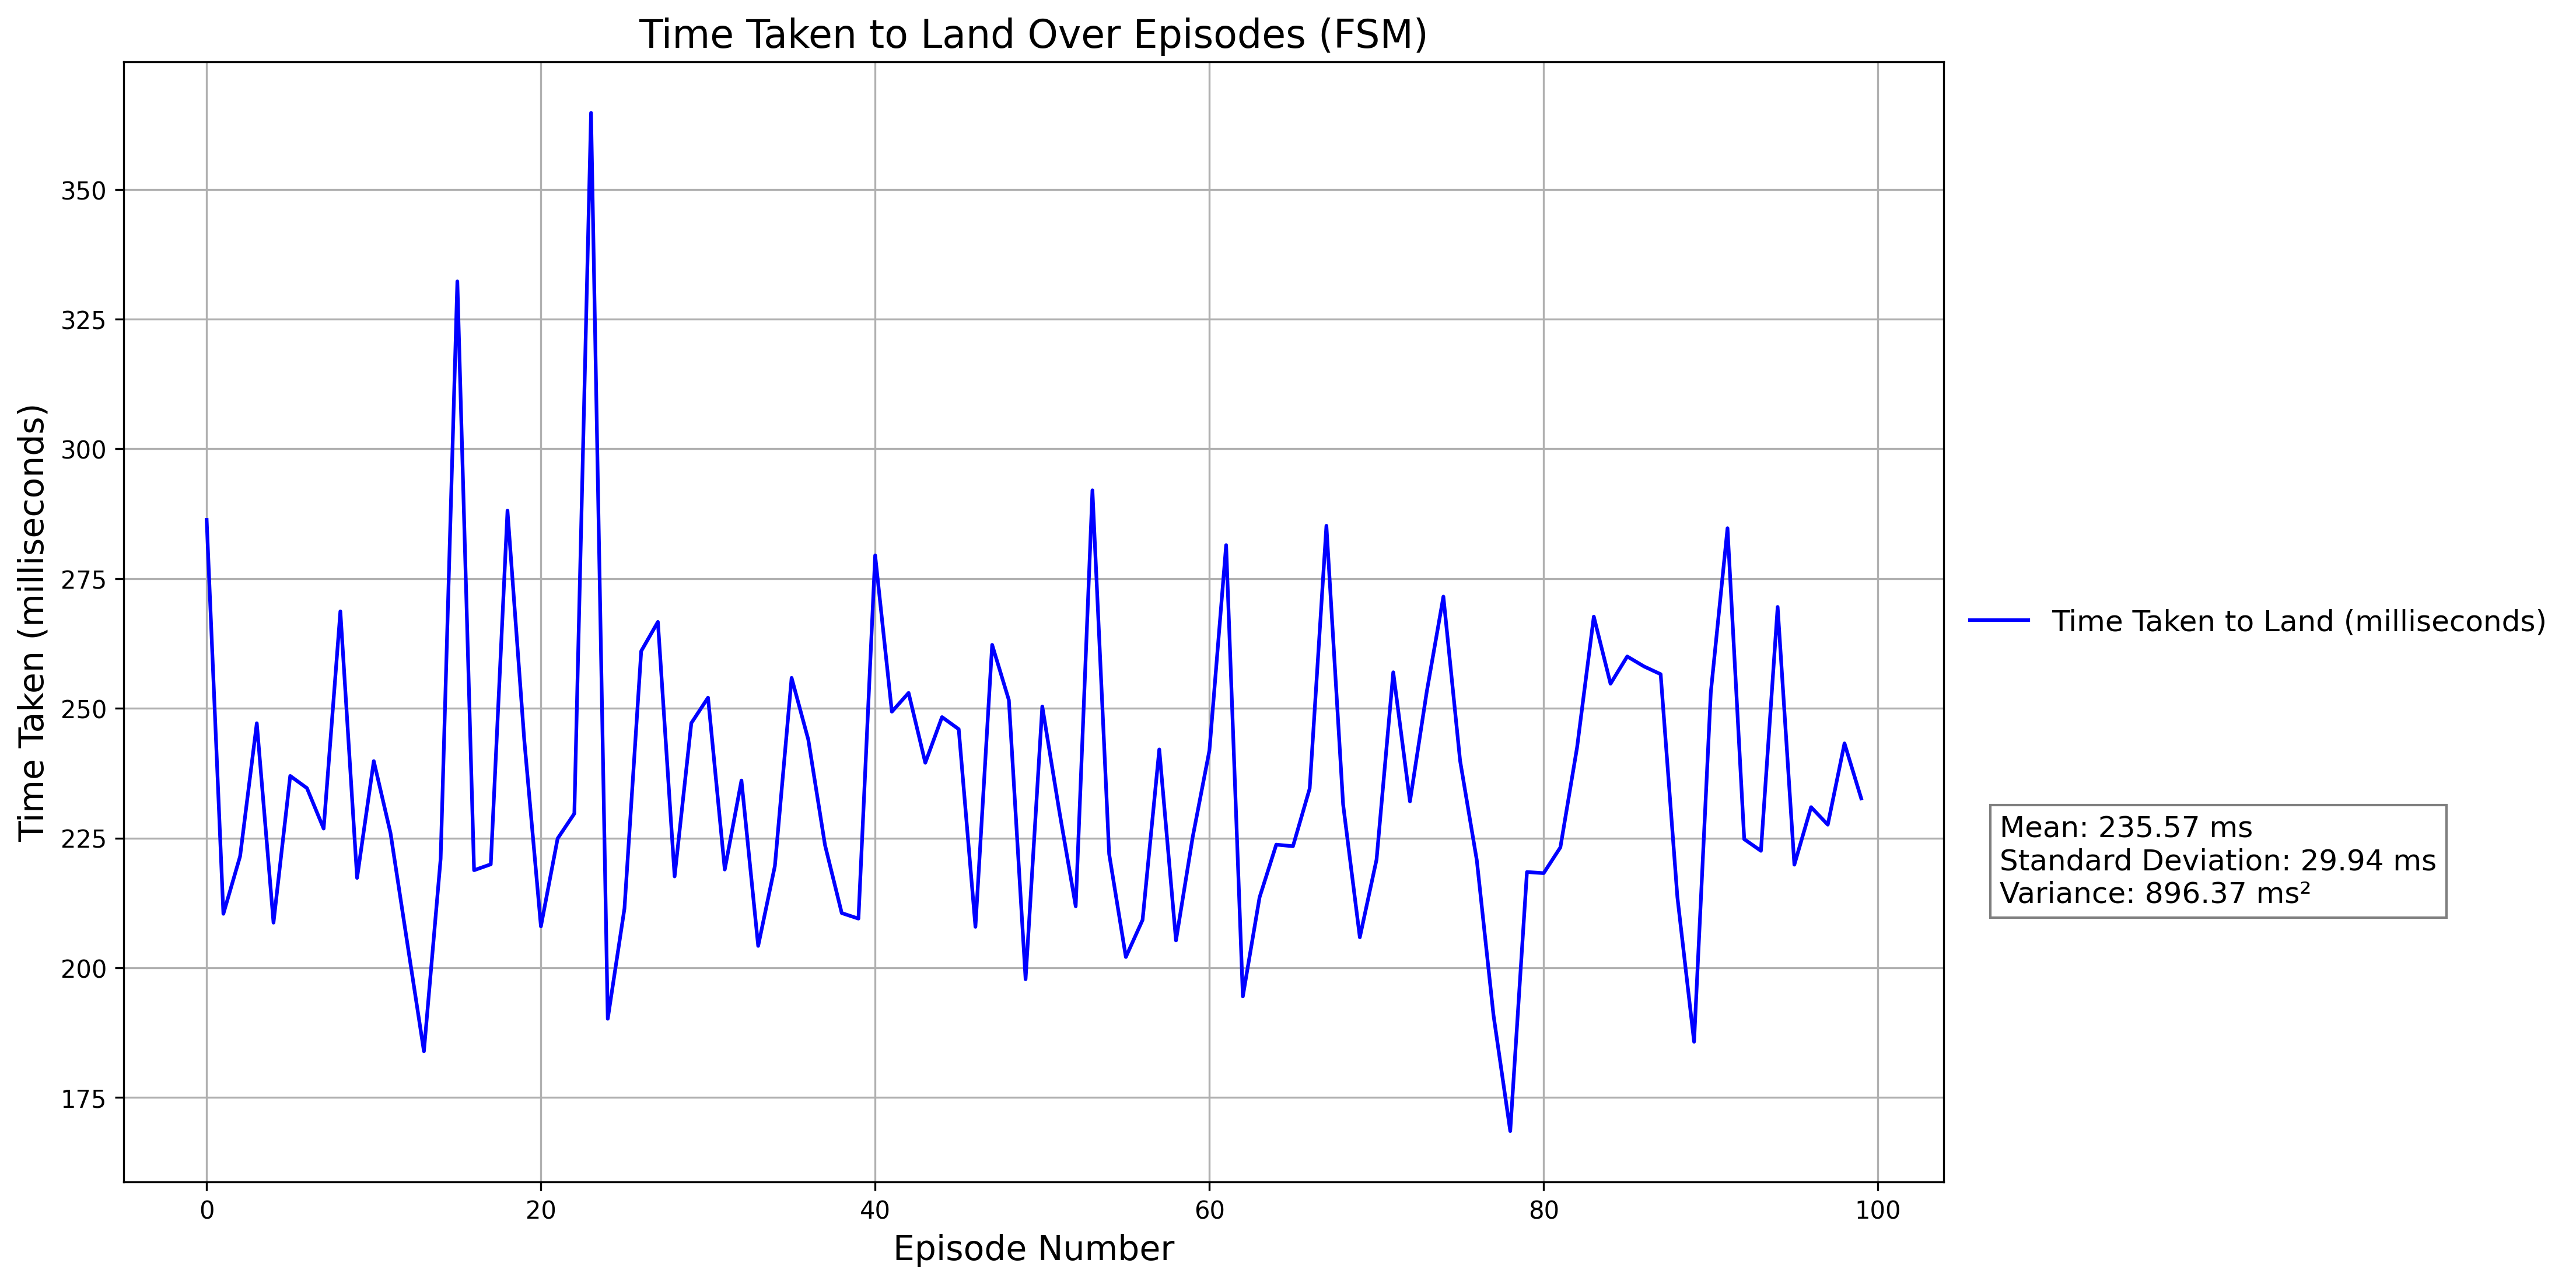 Time Taken to Land Over Episodes (FSM)
Time Taken (milliseconds)
350
325
300
275
250
225
200
175
0
20
40
60
80
100
Episode Number
Time Taken to Land (milliseconds)
Mean: 235.57 ms
Standard Deviation: 29.94 ms
Variance: 896.37 ms²